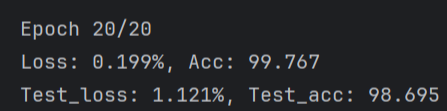 Epoch 20/20
Loss: 0.199%, Acc: 99.767
Test_loss: 1.121%, Test_acc: 98.695